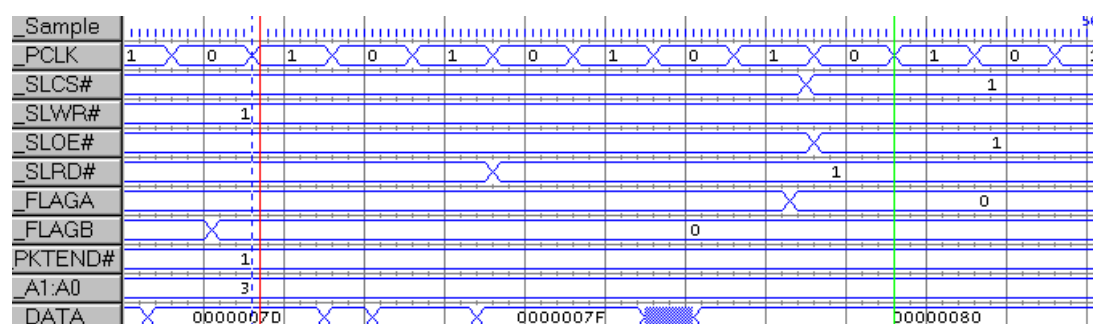 _Sample 5
_PCLK 1 0 1 0 1 0 1 0 1 0 1 0
_SLCS# 1
_SLWR# 1
_SLOE# 1
_SLRD# 1
_FLAGA 0
_FLAGB 0
PKTEND# 1
_A1:A0 3
_DATA 0000007D 0000007F 00000080